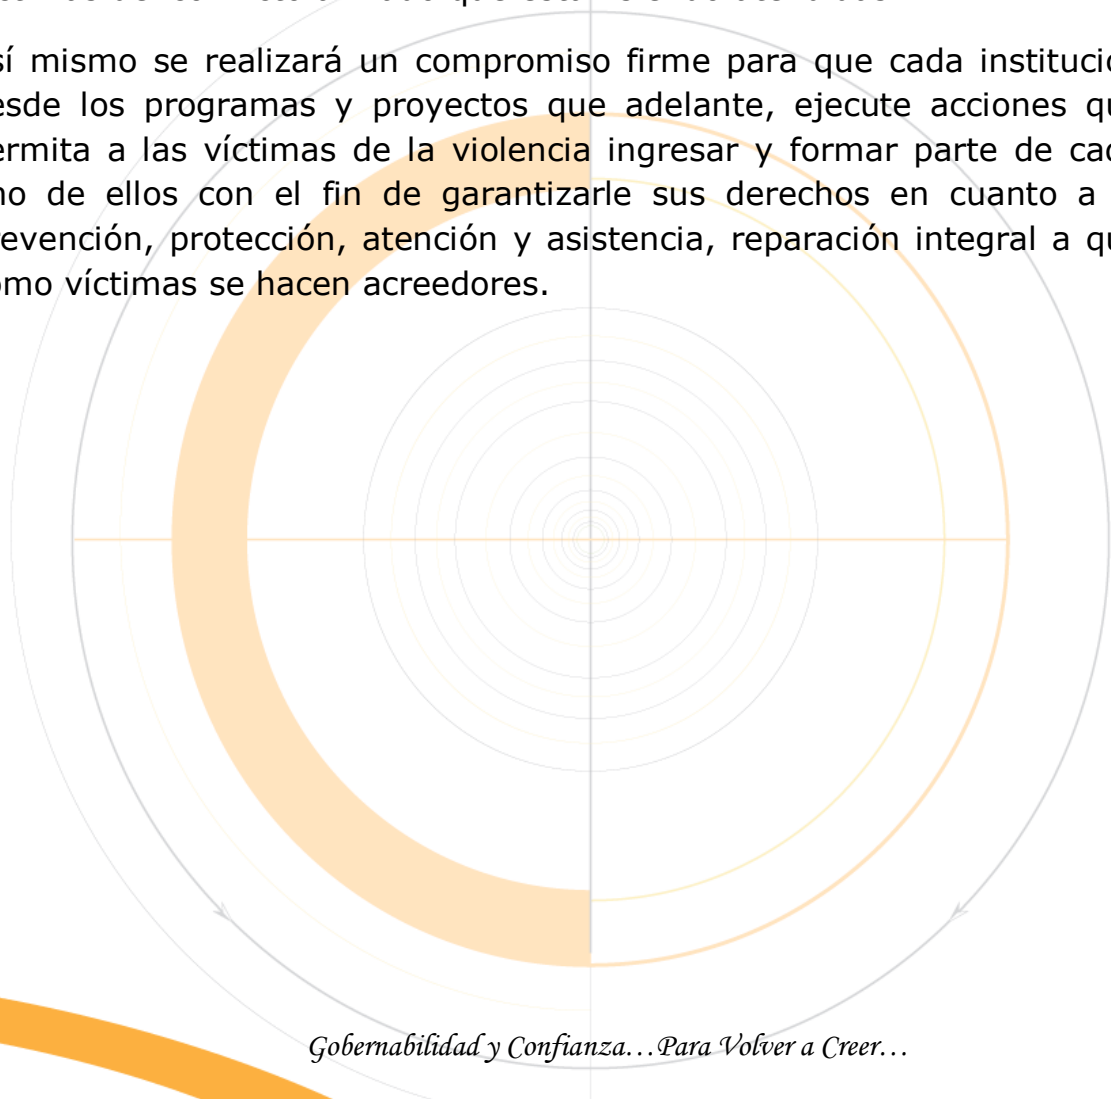 sí mismo se realizará un compromiso firme para que cada institució
esde los programas y proyectos que adelante, ejecute acciones qu
ermita a las víctimas de la violencia ingresar y formar parte de cad
no de ellos con el fin de garantizarle sus derechos en cuanto a
revención, protección, atención y asistencia, reparación integral a qu
omo víctimas se hacen acreedores.
Gobernabilidad y Confianza…Para Volver a Creer…